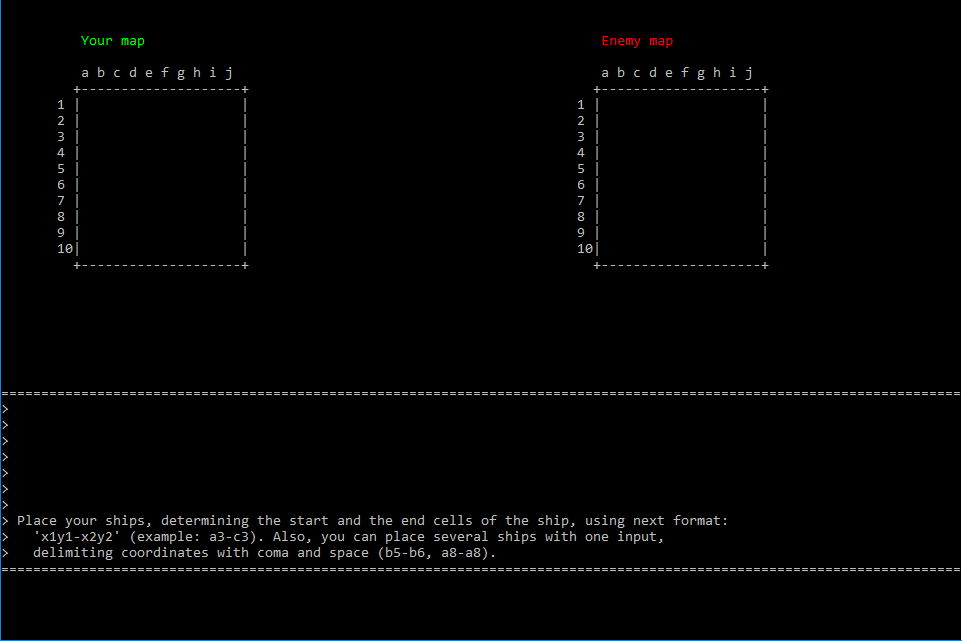 Your map Enemy map
a b c d e f g h i j a b c d e f g h i j
+--------------------+ +--------------------+
1 | | 1 | |
2 | | 2 | |
3 | | 3 | |
4 | | 4 | |
5 | | 5 | |
6 | | 6 | |
7 | | 7 | |
8 | | 8 | |
9 | | 9 | |
10| | 10| |
+--------------------+ +--------------------+
========================================================================================================================
>
>
>
>
>
>
>
> Place your ships, determining the start and the end cells of the ship, using next format:
> 'x1y1-x2y2' (example: a3-c3). Also, you can place several ships with one input,
> delimiting coordinates with coma and space (b5-b6, a8-a8).
========================================================================================================================